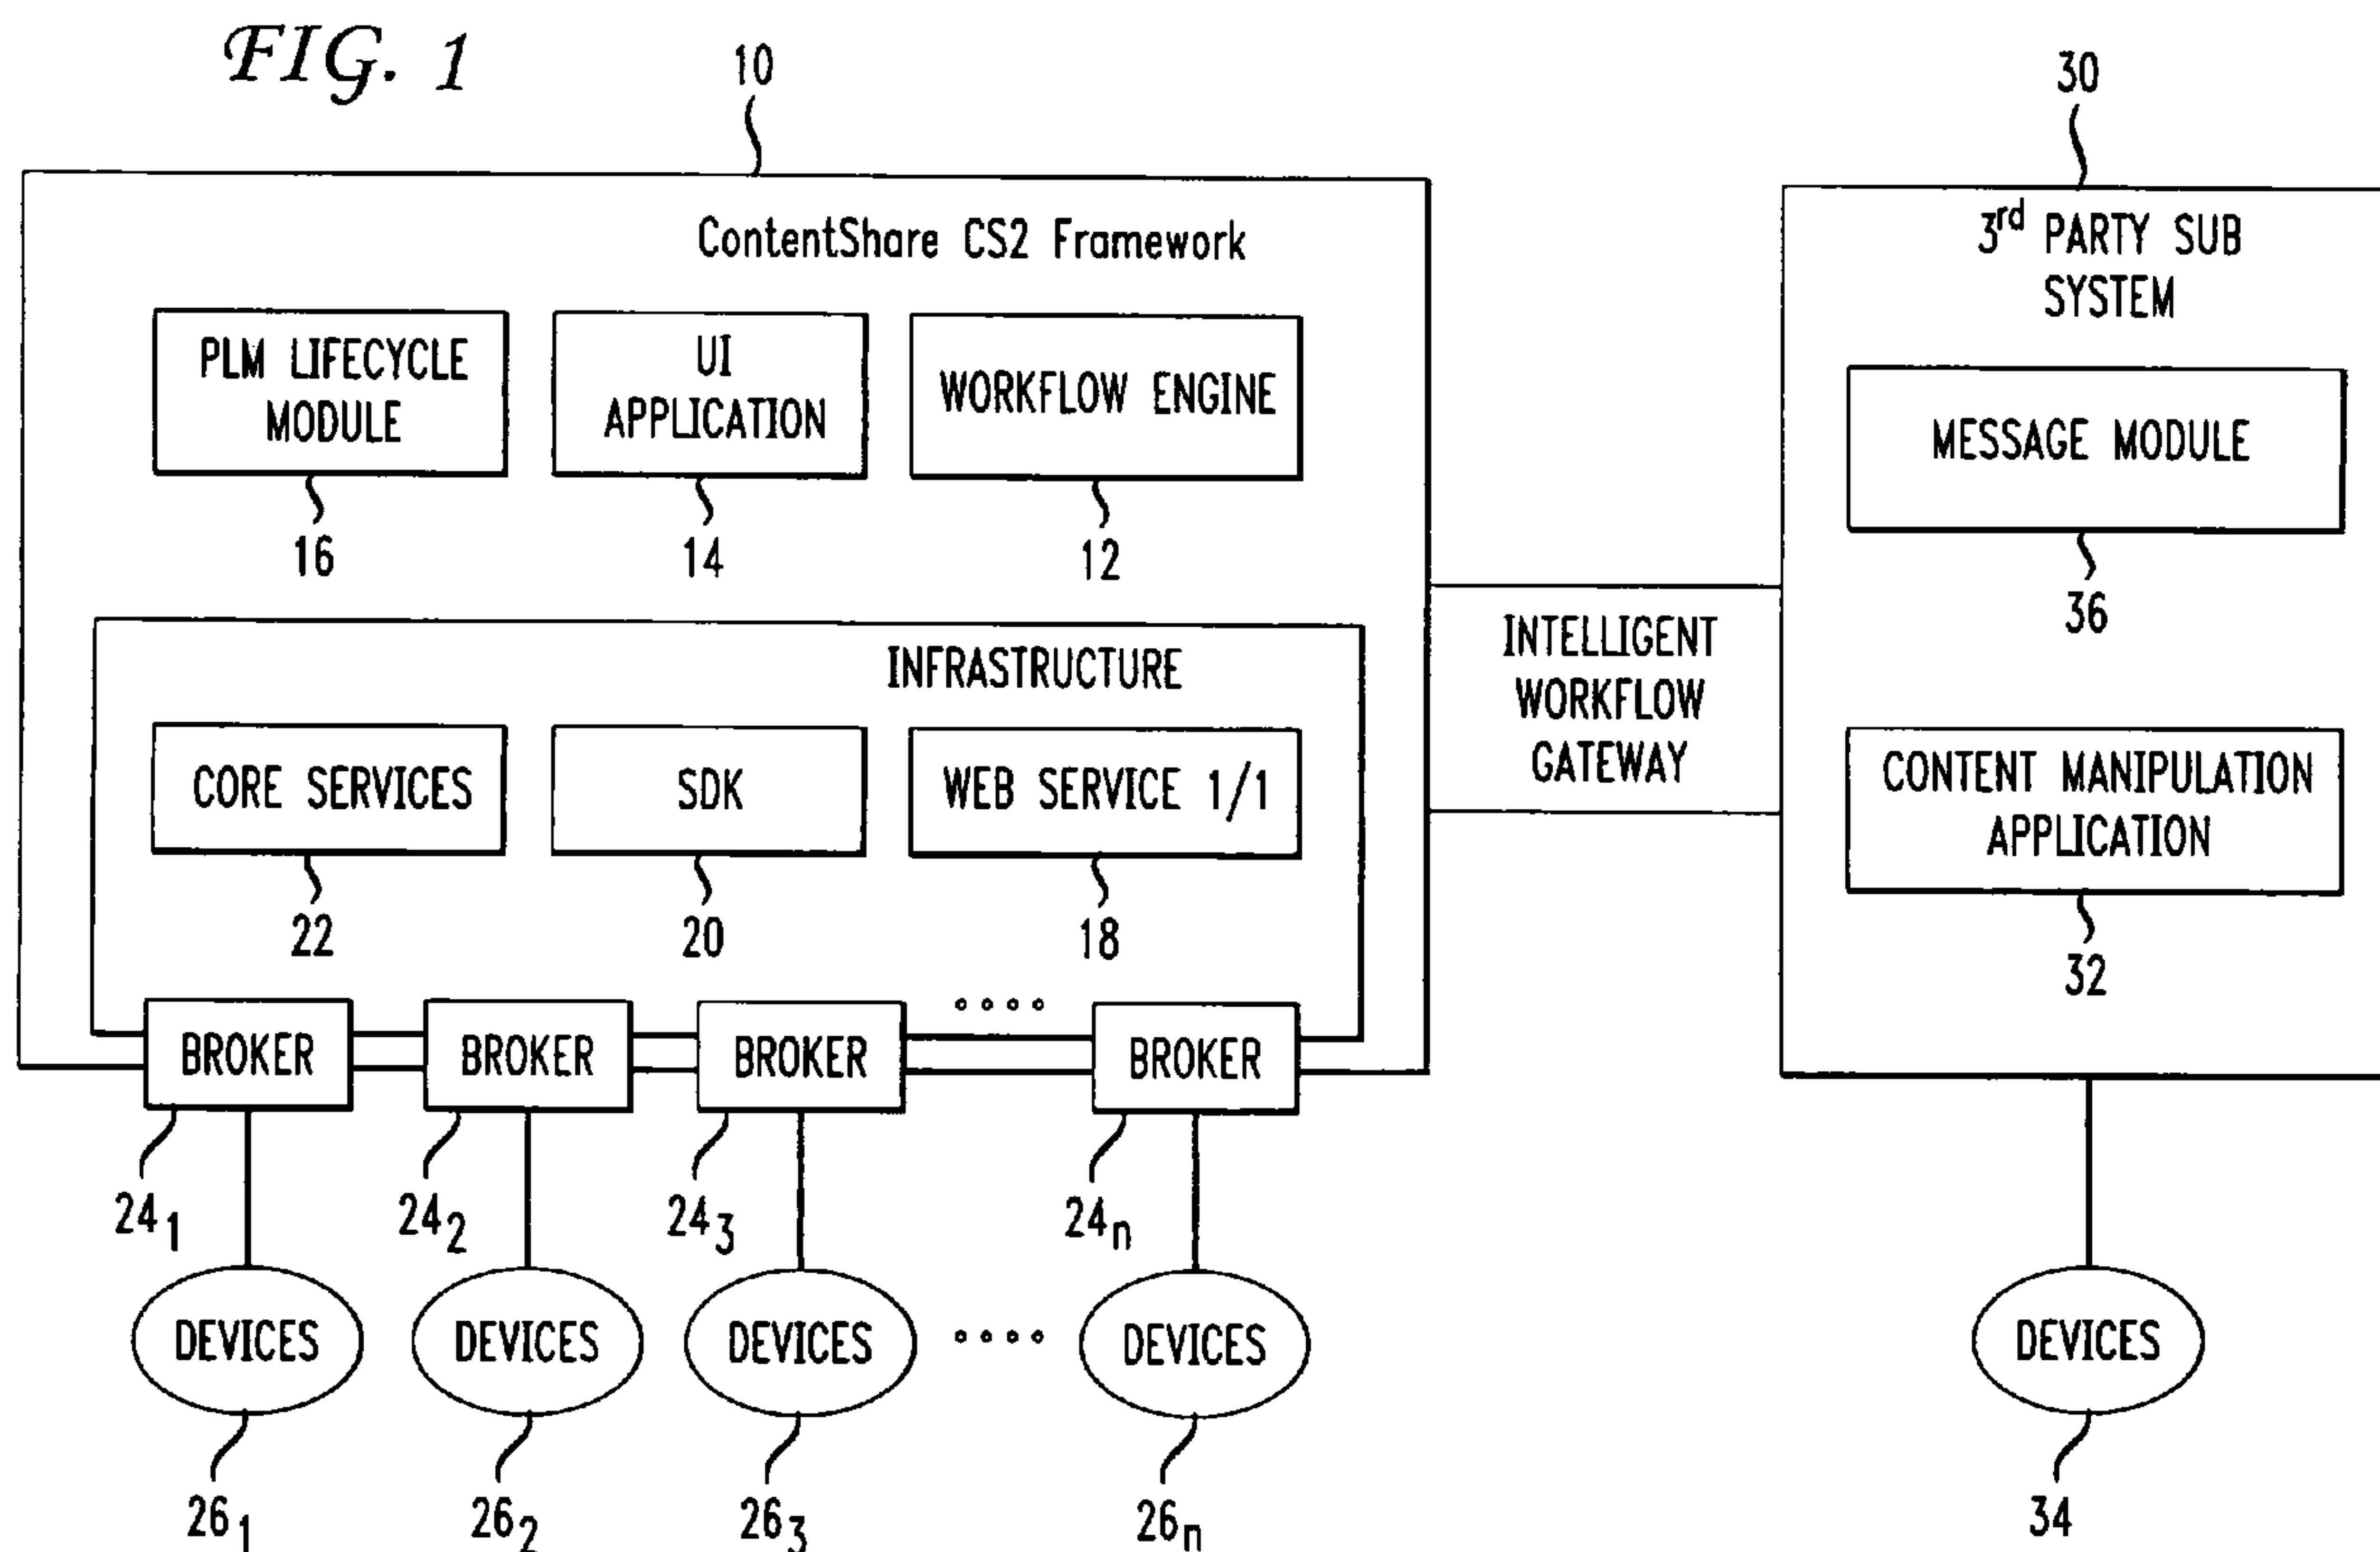 FIG. 1
10
30
ContentShare CS2 Framework
3rd PARTY SUB
SYSTEM
PLM LIFECYCLE
MODULE
UI
APPLICATION
WORKFLOW ENGINE
MESSAGE MODULE
16
14
12
36
INTELLIGENT
WORKFLOW
GATEWAY
INFRASTRUCTURE
CORE SERVICES
SDK
WEB SERVICE 1/1
CONTENT MANIPULATION
APPLICATION
22
20
18
32
BROKER
BROKER
BROKER
BROKER
241
242
243
24n
DEVICES
DEVICES
DEVICES
DEVICES
DEVICES
261
262
263
26n
34